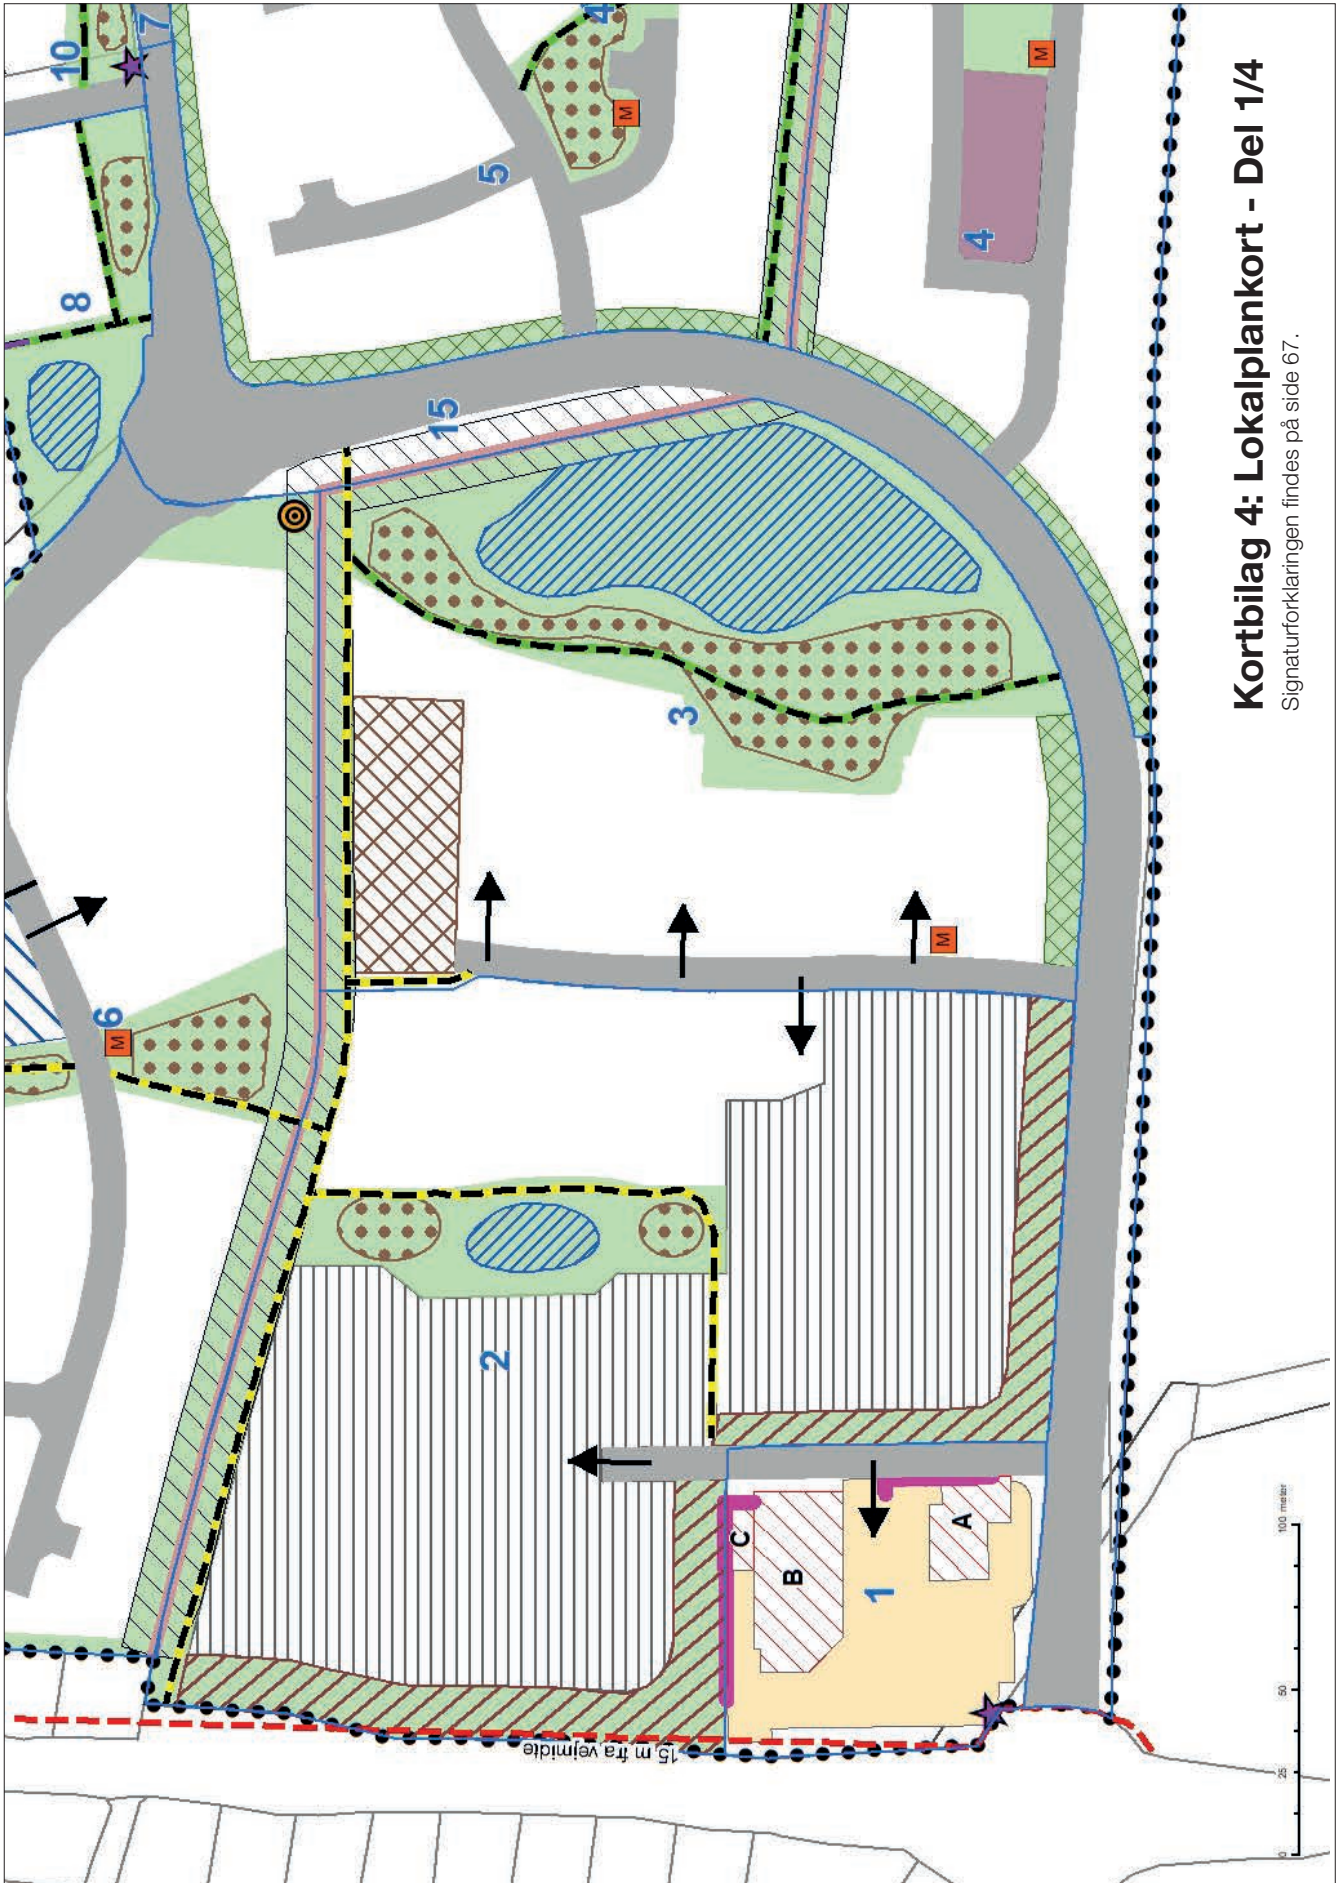 10
7
4
M
M
5
8
4
15
3
6
M
M
2
C
B
A
1
15 m fra vejmidte
0 25 50 100 meter
Kortbilag 4: Lokalplankort - Del 1/4
Signaturforklaringen findes på side 67.